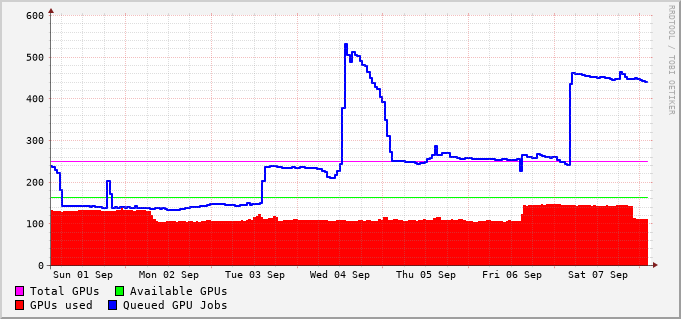 600
500
400
300
200
100
0
Sun 01 Sep Mon 02 Sep Tue 03 Sep Wed 04 Sep Thu 05 Sep Fri 06 Sep Sat 07 Sep
Total GPUs Available GPUs
GPUs used Queued GPU Jobs
RRDTOOL / TOBI OETIKER